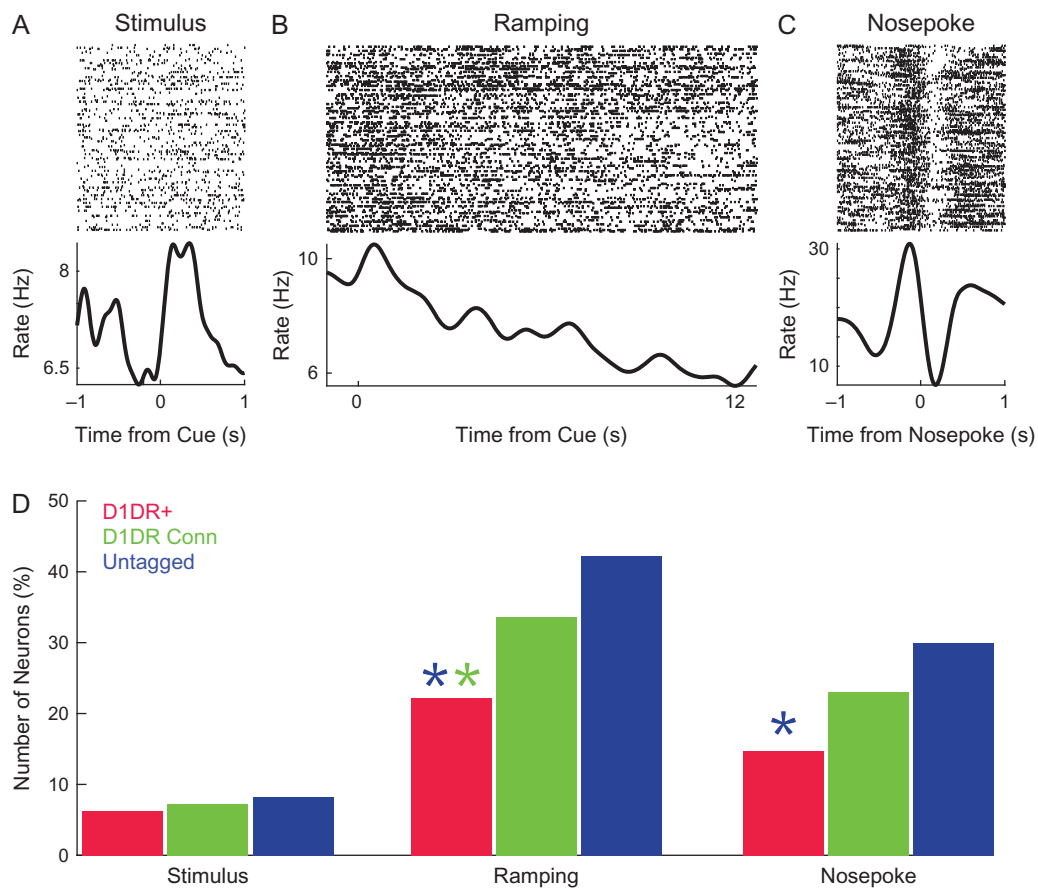 A Stimulus
Rate (Hz)
8
6.5
–1 0 1
Time from Cue (s)
B Ramping
Rate (Hz)
10
6
0 12
Time from Cue (s)
C Nosepoke
Rate (Hz)
30
10
–1 0 1
Time from Nosepoke (s)
D
Number of Neurons (%)
50
40
30
20
10
0
D1DR+
D1DR Conn
Untagged
* *
*
Stimulus Ramping Nosepoke